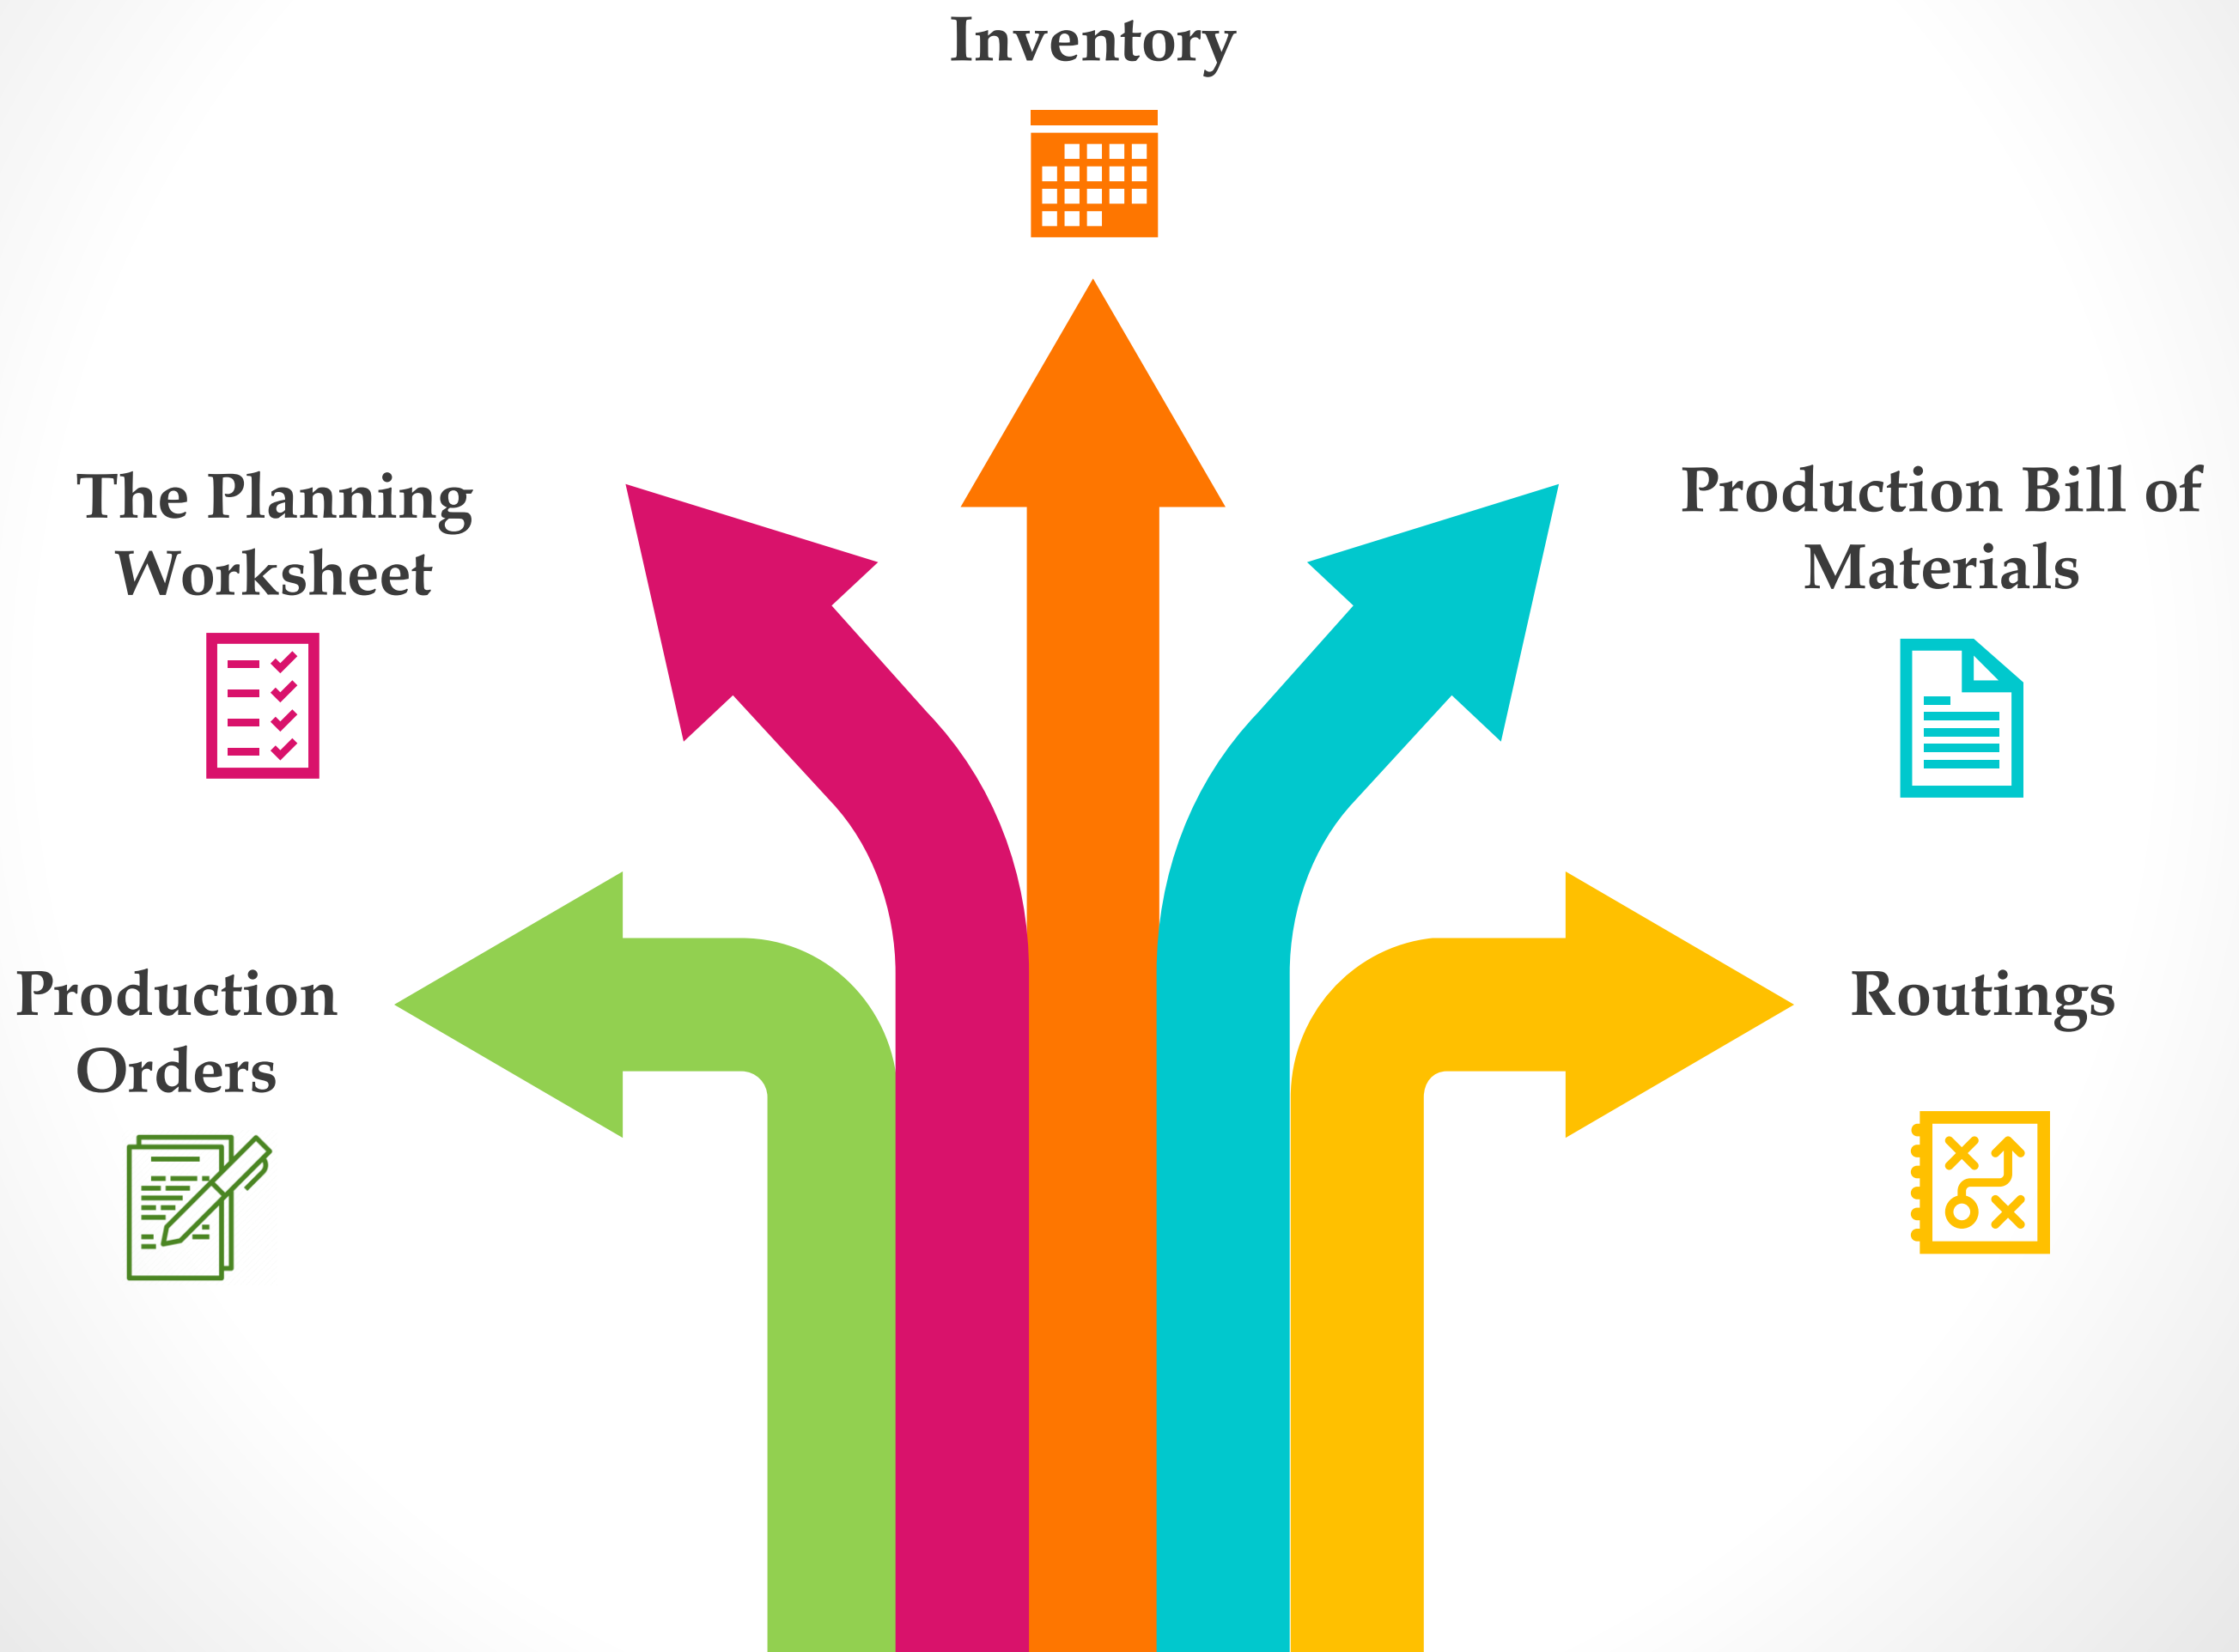 Inventory
The Planning
Worksheet
Production Bill of
Materials
Production
Orders
Routings